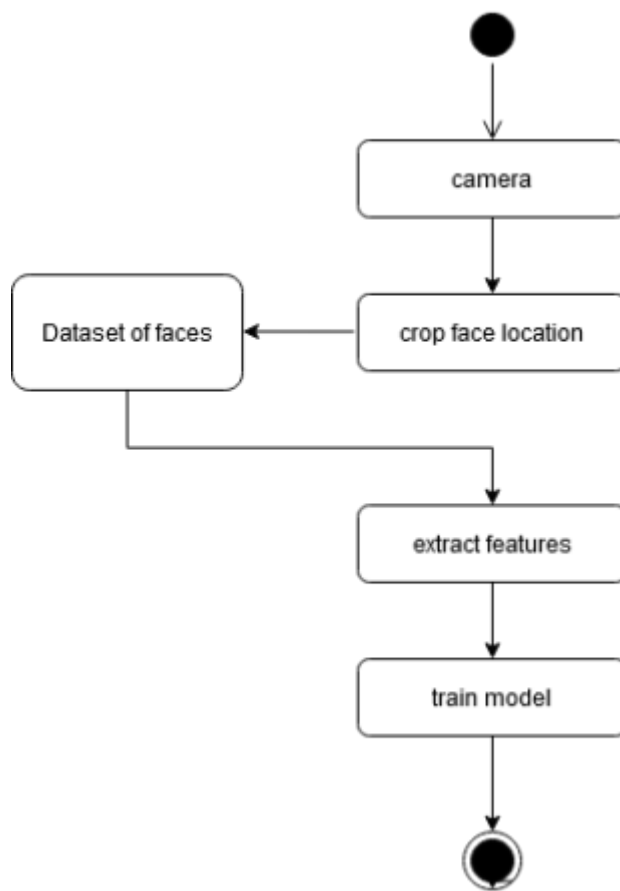 camera
crop face location
Dataset of faces
extract features
train model